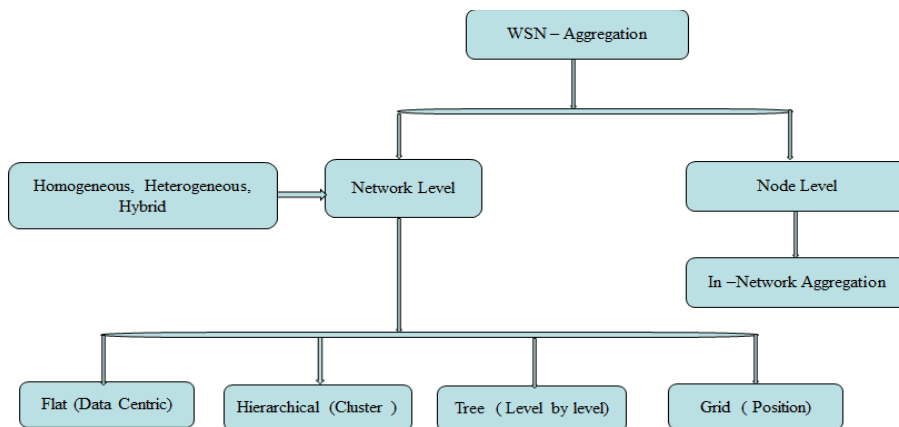 WSN – Aggregation
Homogeneous, Heterogeneous,
Hybrid
Network Level
Node Level
In –Network Aggregation
Flat (Data Centric)
Hierarchical (Cluster )
Tree ( Level by level)
Grid ( Position)